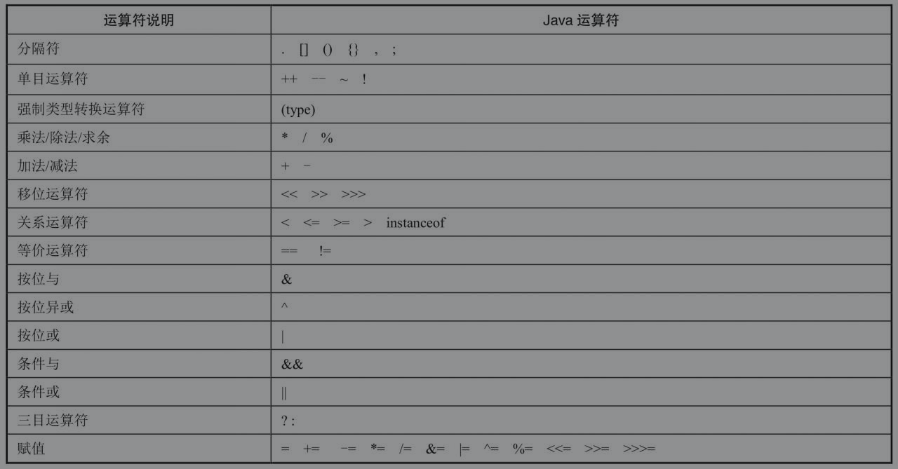 运算符说明 Java 运算符
分隔符 . [] () {} , ;
单目运算符 ++ -- ~ !
强制类型转换运算符 (type)
乘法/除法/求余 * / %
加法/减法 + -
移位运算符 << >> >>>
关系运算符 < <= >= > instanceof
等价运算符 == !=
按位与 &
按位异或 ^
按位或 |
条件与 &&
条件或 ||
三目运算符 ? :
赋值 = += -= *= /= &= |= ^= %= <<= >>= >>>=